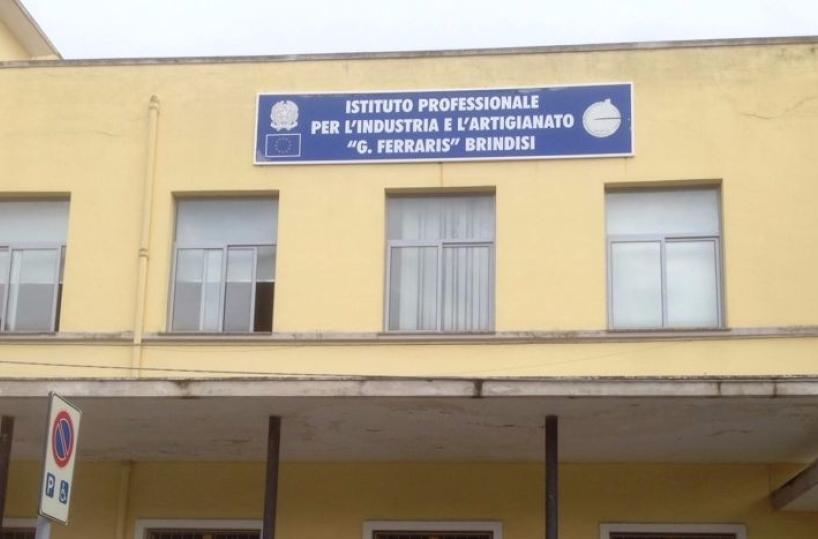 ISTITUTO PROFESSIONALE
PER L'INDUSTRIA E L'ARTIGIANATO
"G. FERRARIS" BRINDISI
P